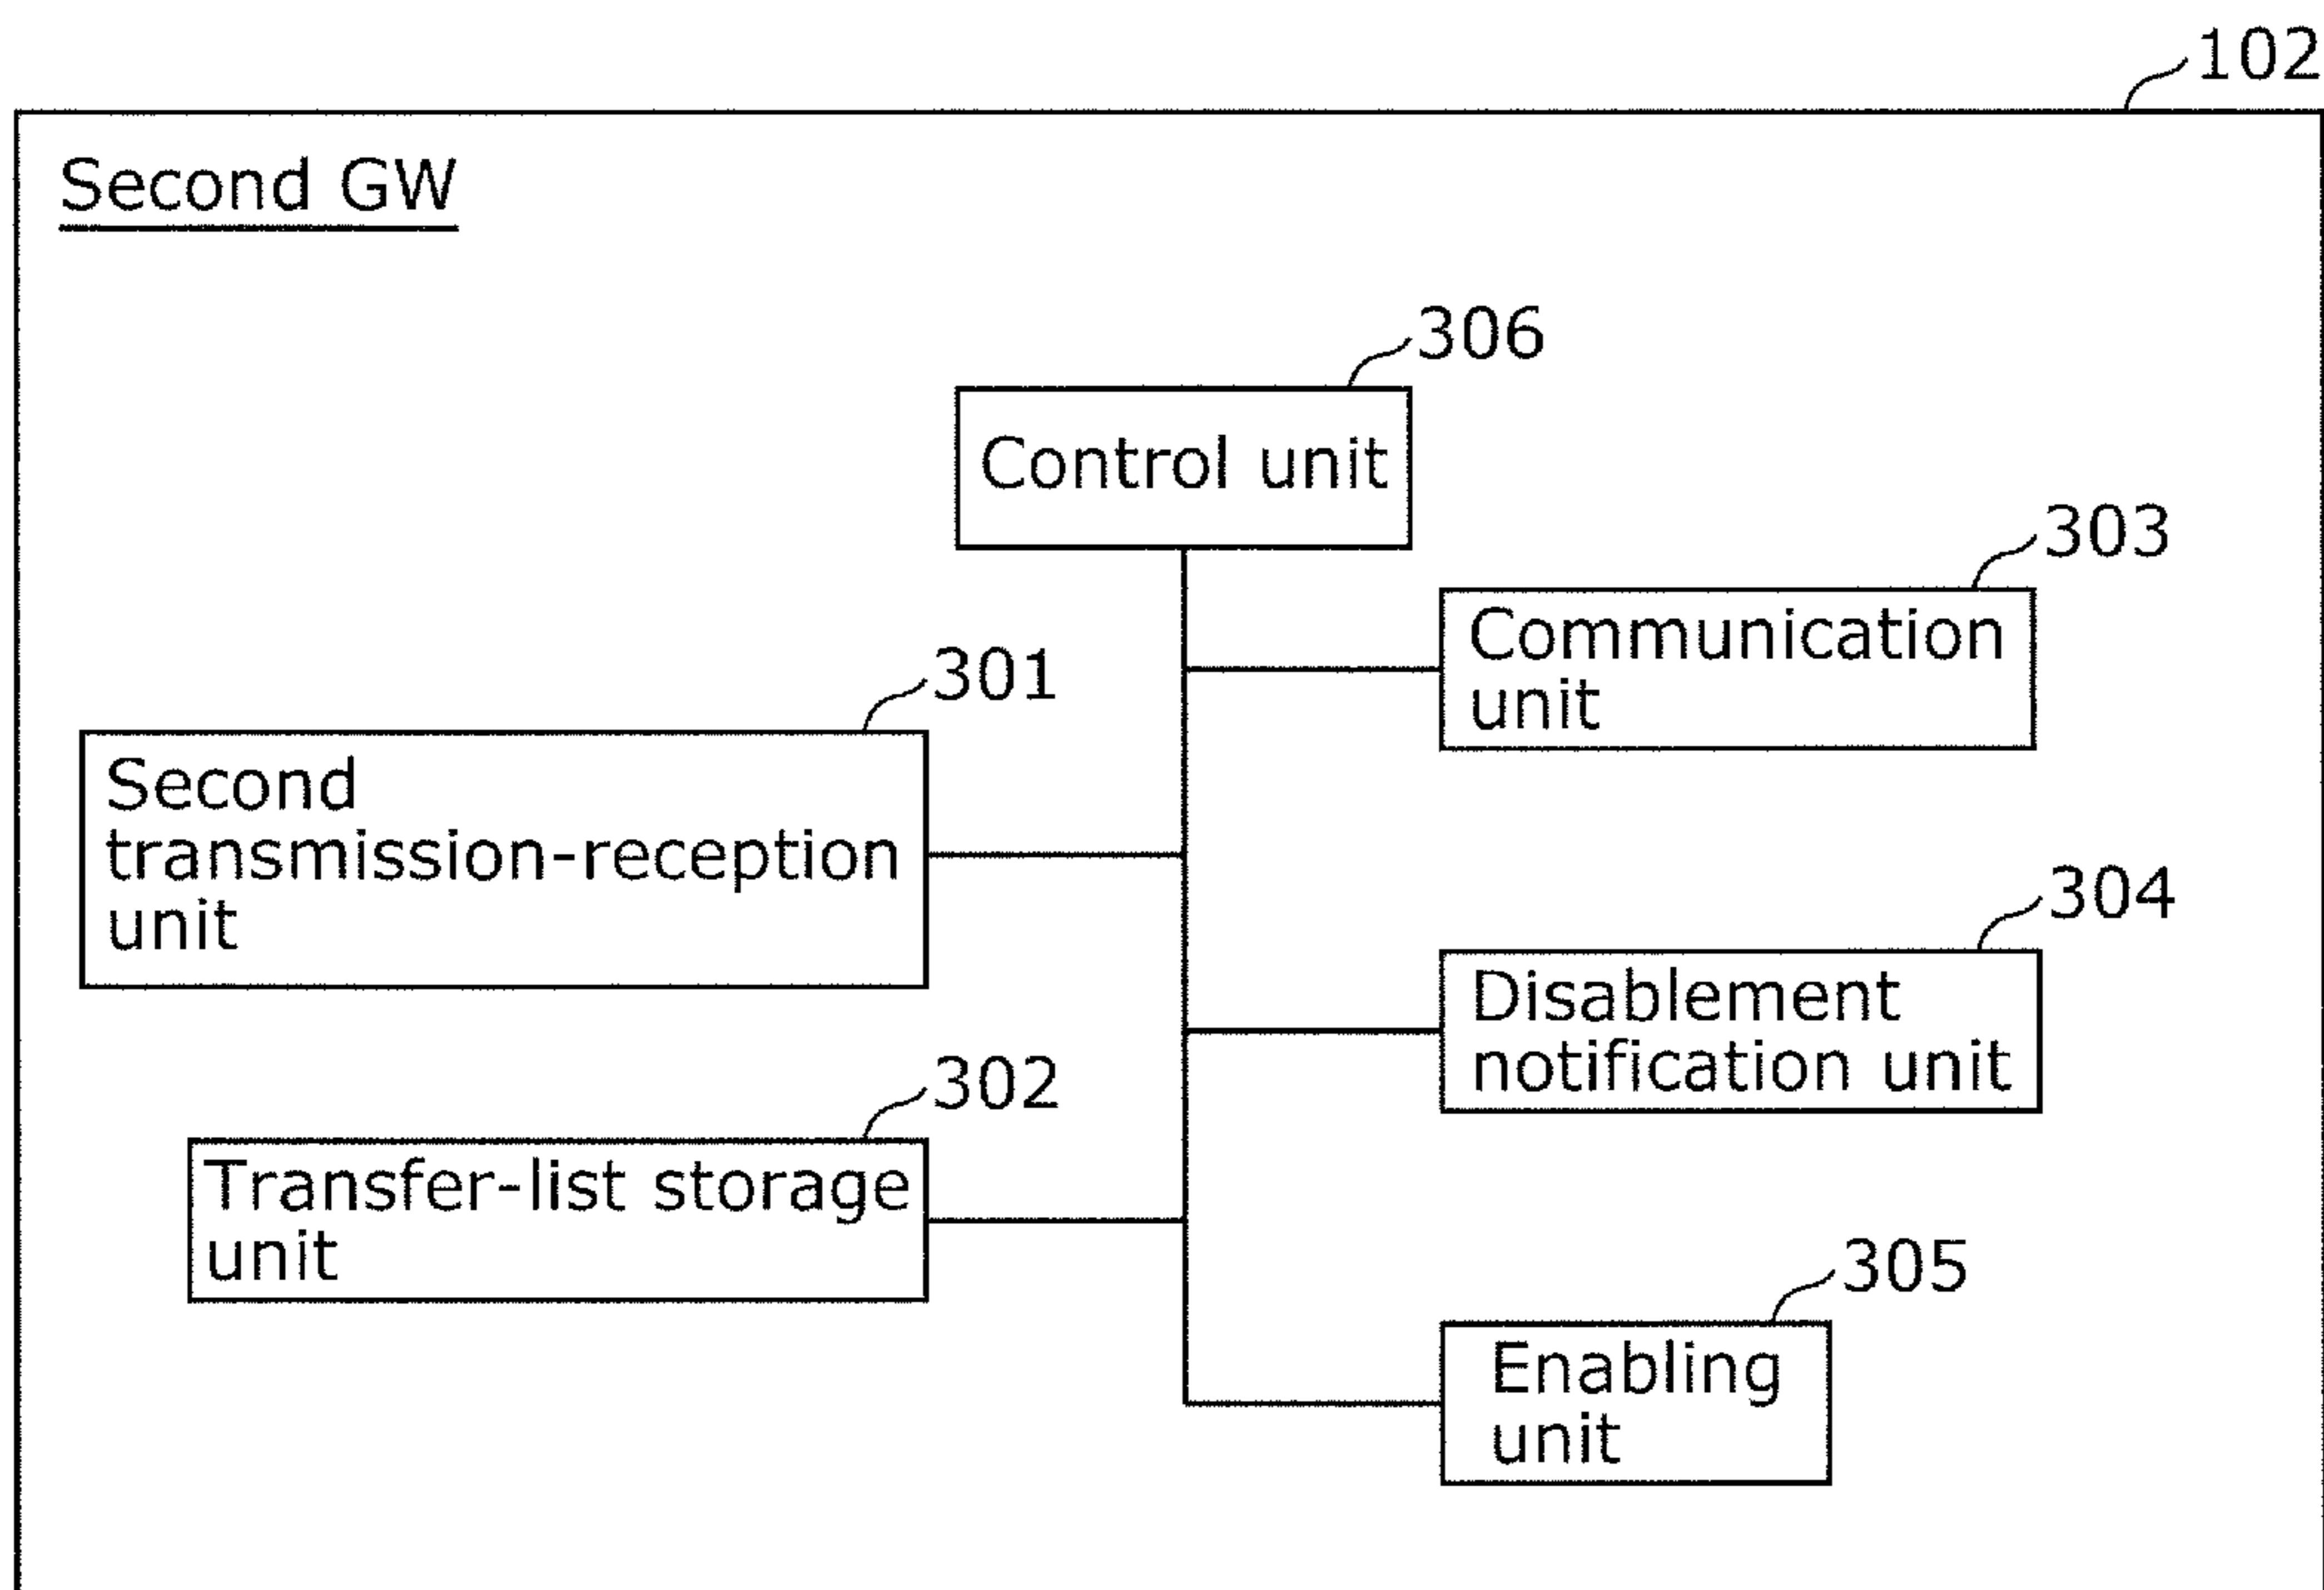 102
Second GW
306
Control unit
303
Communication
unit
301
Second
transmission-reception
unit
304
Disablement
notification unit
302
Transfer-list storage
unit
305
Enabling
unit